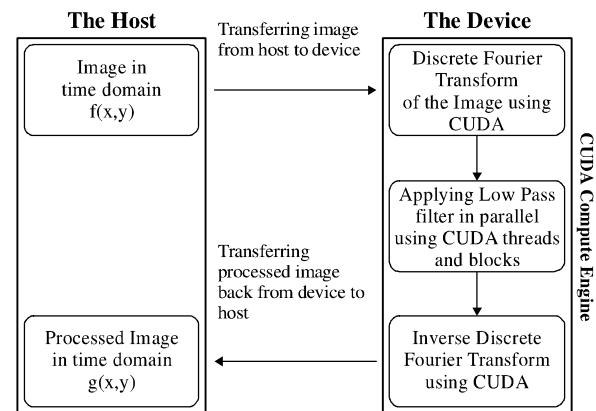 The Host
Image in
time domain
f(x,y)
Transferring image
from host to device
The Device
Discrete Fourier
Transform
of the Image using
CUDA
Applying Low Pass
filter in parallel
using CUDA threads
and blocks
Transferring
processed image
back from device to
host
Processed Image
in time domain
g(x,y)
Inverse Discrete
Fourier Transform
using CUDA
CUDA Compute Engine